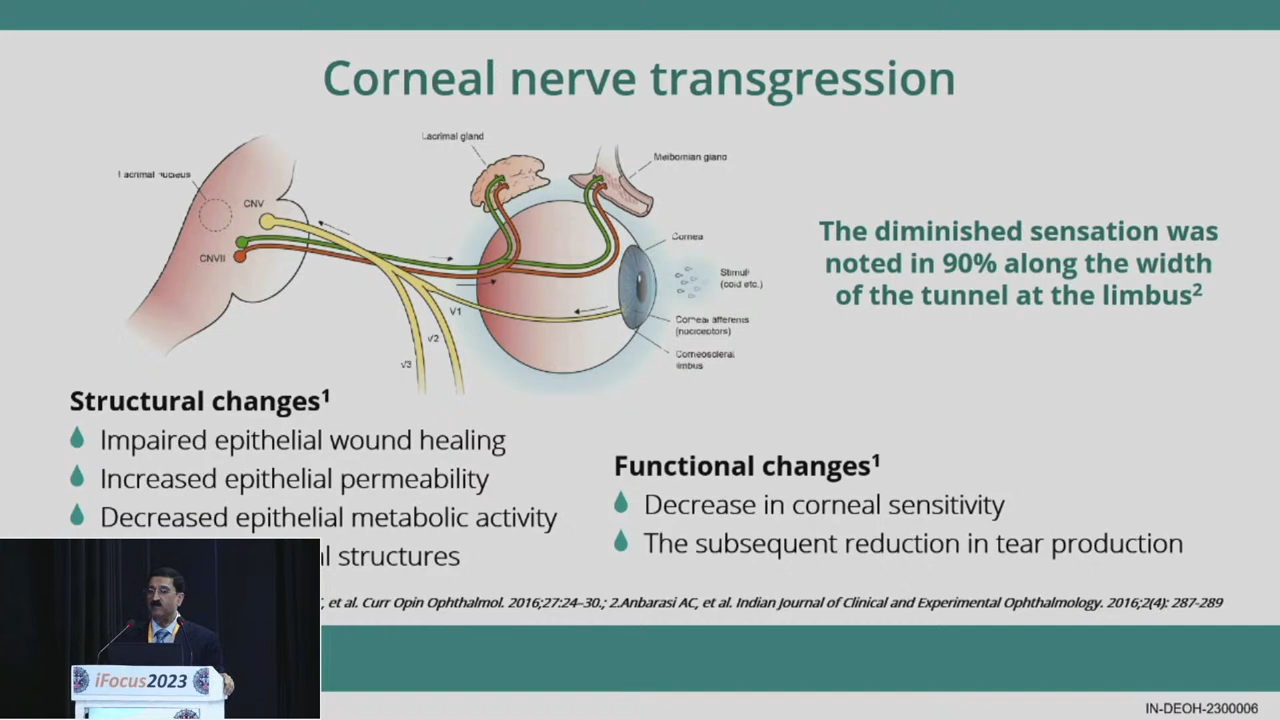 Corneal nerve transgression
Lacrimal gland
Meibomian gland
Lacrimal nucleus
CNV
CNVII
Cornea
Stimuli
(cold etc.)
V1
V2
V3
Corneal afferents
(nociceptors)
Corneoscleral
limbus
The diminished sensation was
noted in 90% along the width
of the tunnel at the limbus²
Structural changes¹
Impaired epithelial wound healing
Increased epithelial permeability
Decreased epithelial metabolic activity
l structures
Functional changes¹
Decrease in corneal sensitivity
The subsequent reduction in tear production
et al. Curr Opin Ophthalmol. 2016;27:24–30.; 2.Anbarasi AC, et al. Indian Journal of Clinical and Experimental Ophthalmology. 2016;2(4): 287-289
iFocus2023
IN-DEOH-2300006